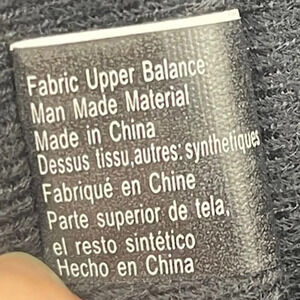 Fabric Upper Balance
Man Made Material
Made in China
Dessus tissu,autres: synthetiques
Fabriqué en Chine
Parte superior de tela,
el resto sintético
Hecho en China